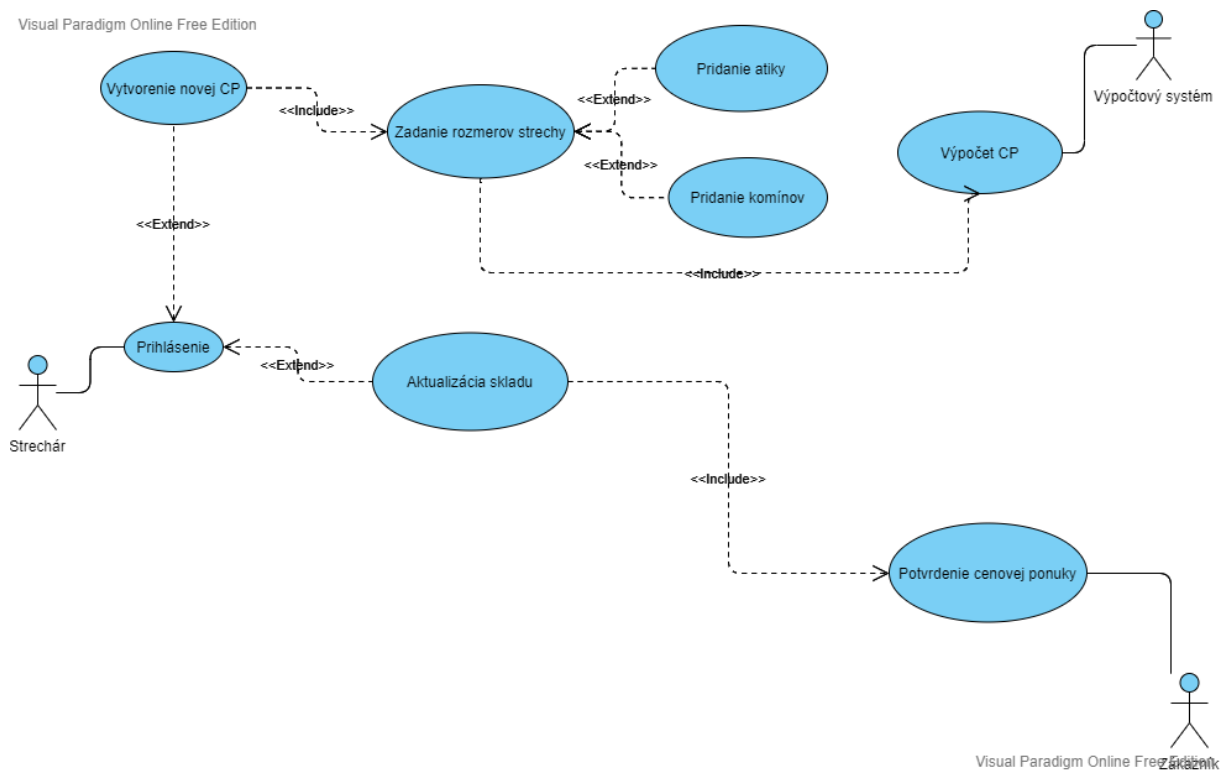 Visual Paradigm Online Free Edition
Vytvorenie novej CP
<<Include>>
Zadanie rozmerov strechy
Pridanie atiky
<<Extend>>
<<Extend>>
Pridanie komínov
Výpočet CP
Výpočtový systém
<<Extend>>
<<Include>>
Prihlásenie
<<Extend>>
Aktualizácia skladu
Strechár
<<Include>>
Potvrdenie cenovej ponuky
Visual Paradigm Online Free Edition
Zákazník